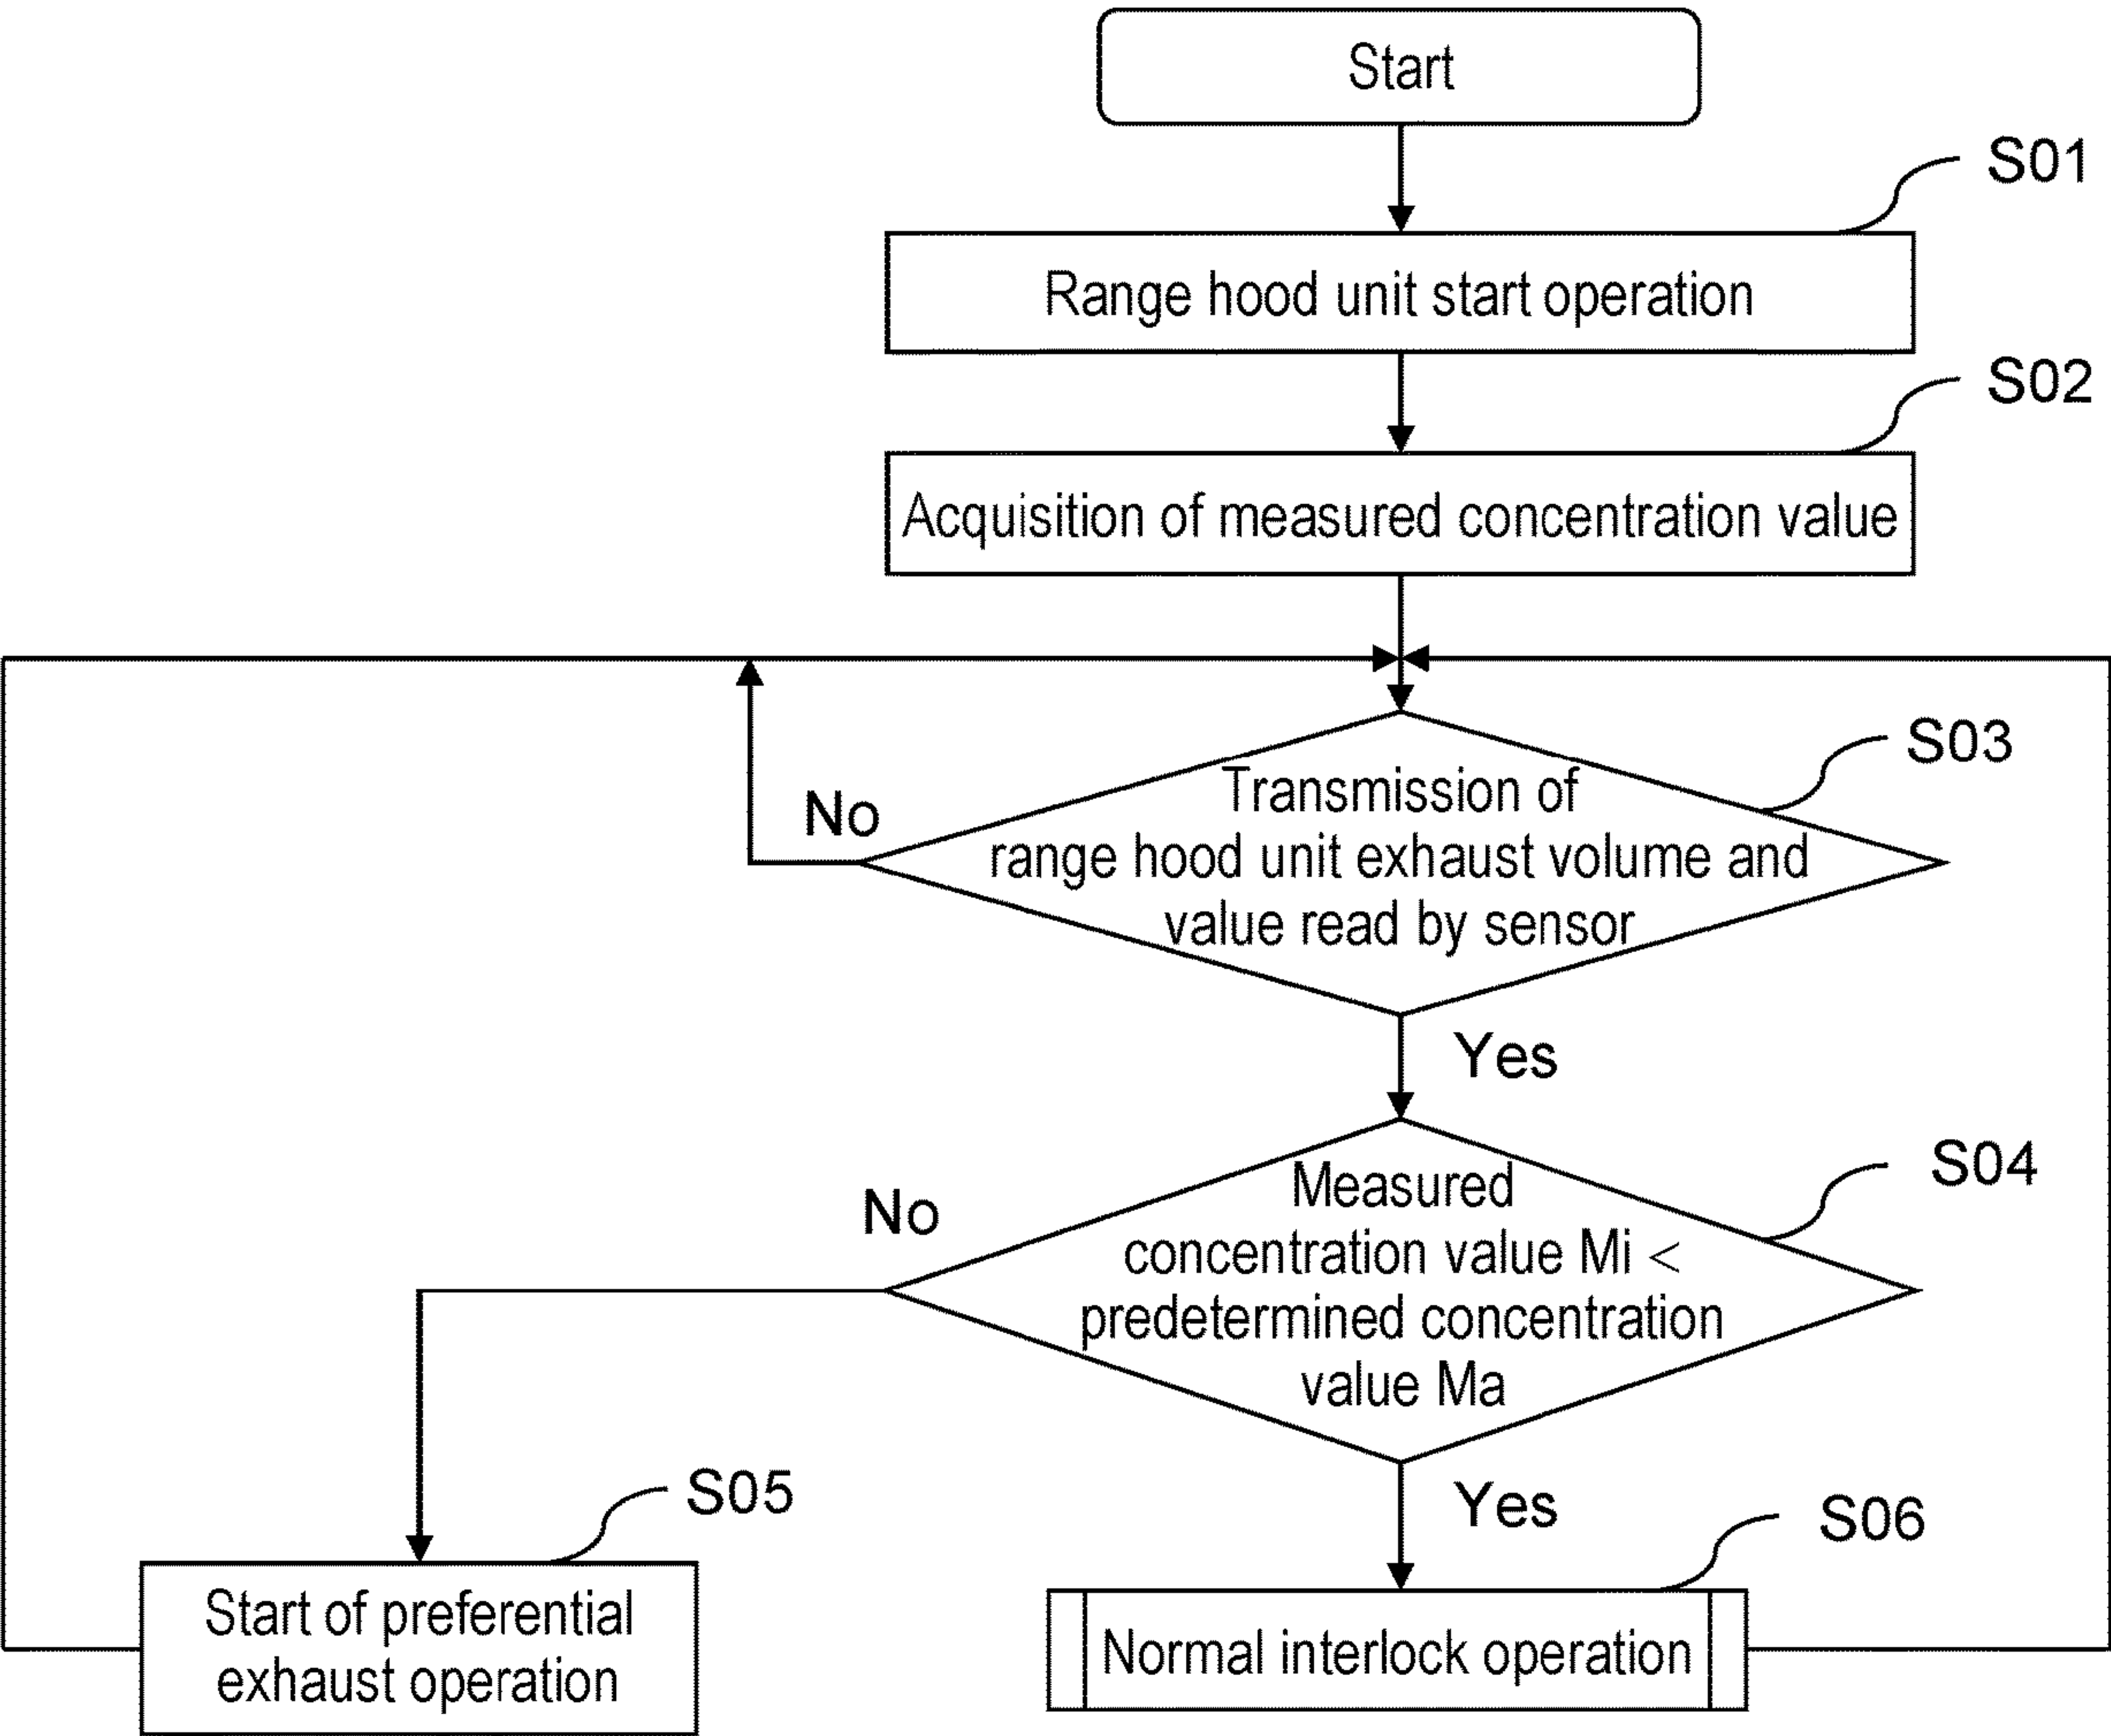 Start
S01
Range hood unit start operation
S02
Acquisition of measured concentration value
S03
Transmission of
range hood unit exhaust volume and
value read by sensor
No
Yes
S04
Measured
concentration value Mi <
predetermined concentration
value Ma
No
Yes
S05
Start of preferential
exhaust operation
S06
Normal interlock operation